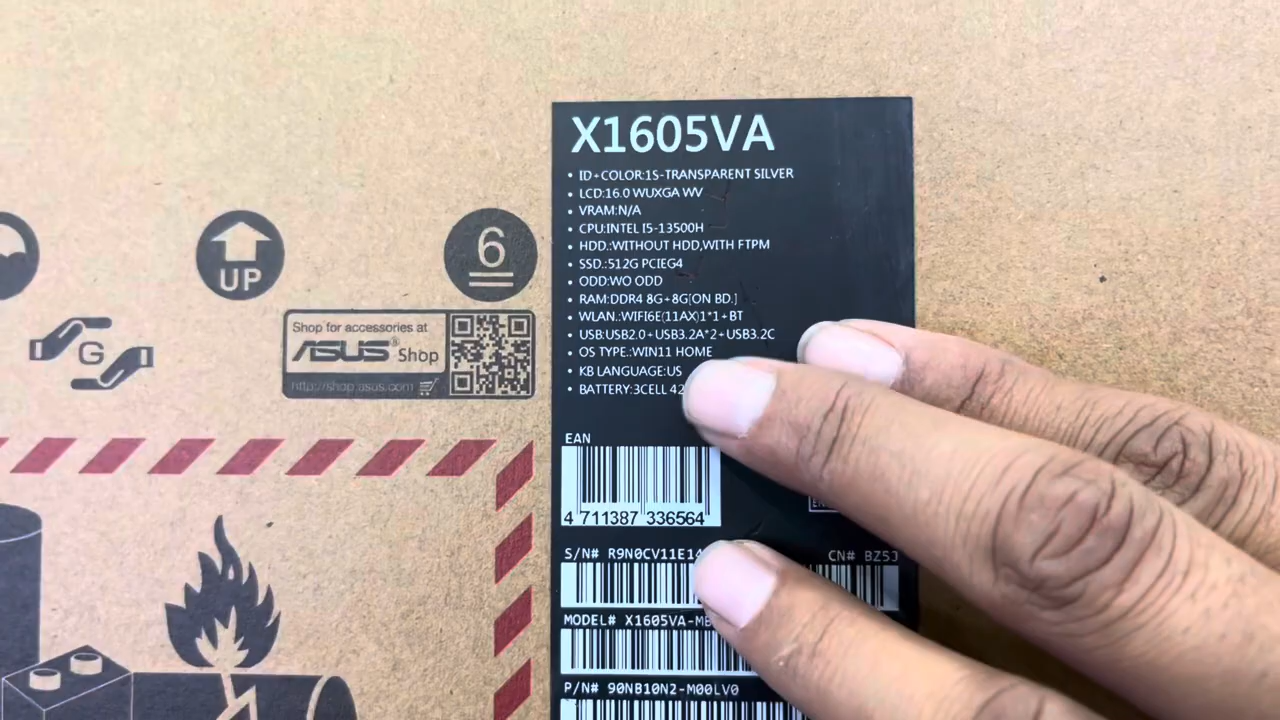 X1605VA
• ID+COLOR:1S-TRANSPARENT SILVER
• LCD:16.0 WUXGA WV
• VRAM:N/A
• CPU:INTEL I5-13500H
• HDD.:WITHOUT HDD,WITH FTPM
• SSD.:512G PCIEG4
• ODD:WO ODD
• RAM:DDR4 8G+8G[ON BD.]
• WLAN.:WIFI6E(11AX)1*1+BT
• USB:USB2.0+USB3.2A*2+USB3.2C
• OS TYPE.:WIN11 HOME
• KB LANGUAGE:US
• BATTERY:3CELL 42
EAN
4 711387 336564
S/N# R9N0CV11E14
CN# BZ5J
MODEL# X1605VA-MB
P/N# 90NB10N2-M00LV0
UP
6
G
Shop for accessories at
ASUS® Shop
http://shop.asus.com